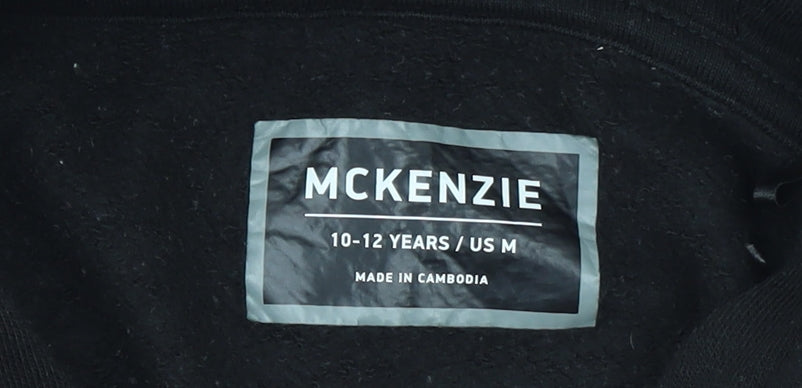 MCKENZIE
10-12 YEARS / US M
MADE IN CAMBODIA